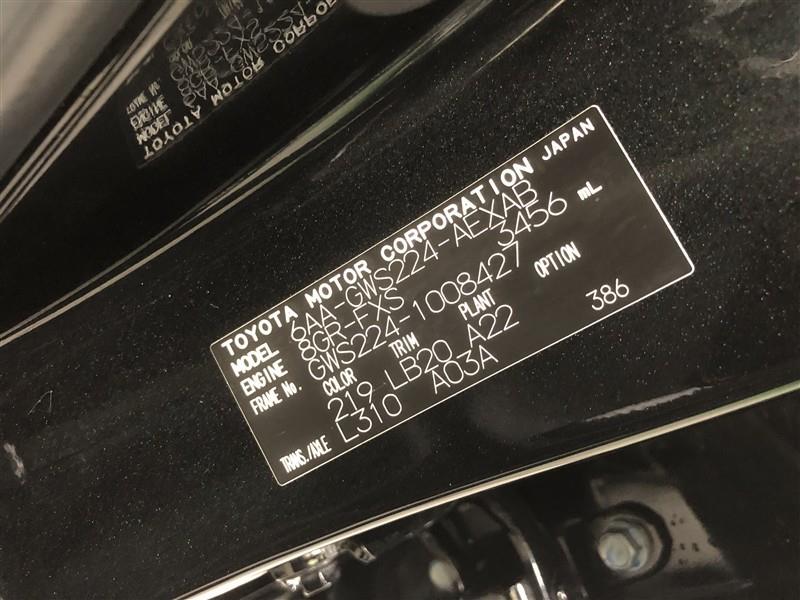 TOYOTA MOTOR CORPORATION JAPAN
MODEL 6AA-GWS224-AEXAB
ENGINE 8GR-FXS 3456 mL
FRAME No. GWS224-1008427
COLOR TRIM PLANT OPTION
219 LB20 A22 386
TRANS./AXLE L310 A03A